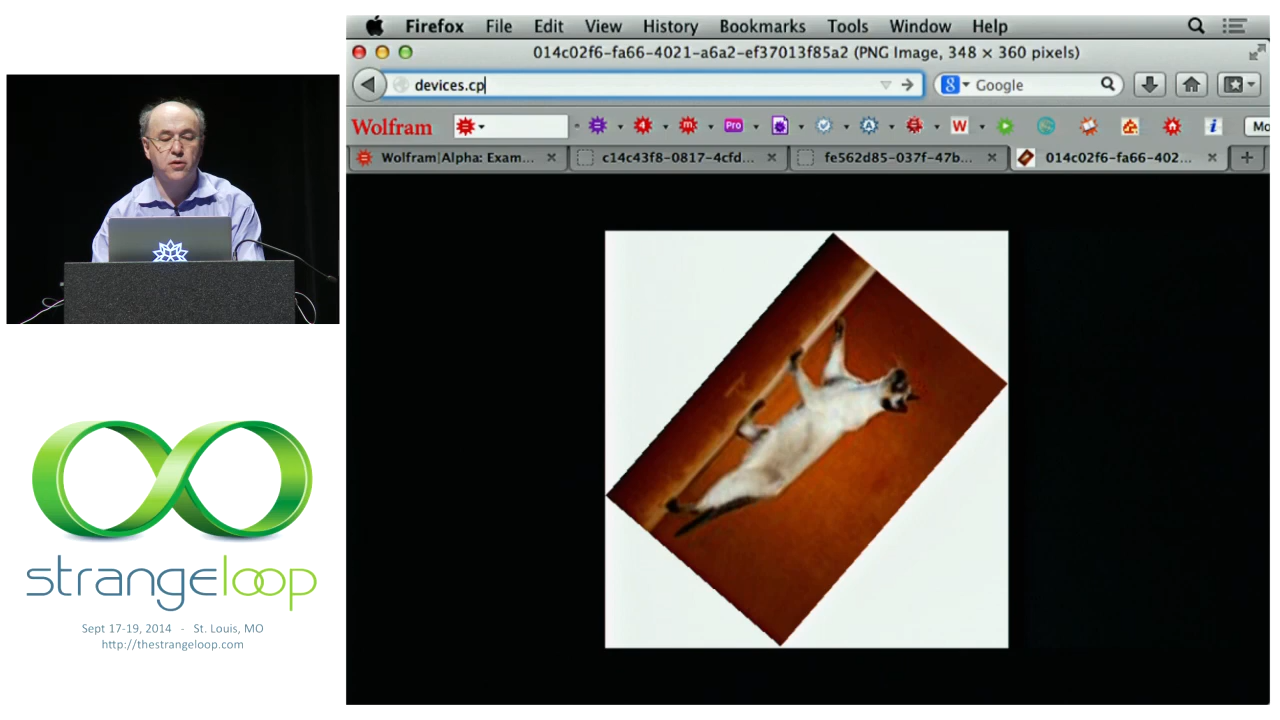 Firefox File Edit View History Bookmarks Tools Window Help
014c02f6-fa66-4021-a6a2-ef37013f85a2 (PNG Image, 348 × 360 pixels)
devices.cp
Google
Wolfram
Pro
W
i
Mo
Wolfram|Alpha: Exam...
c14c43f8-0817-4cfd...
fe562d85-037f-47b...
014c02f6-fa66-402...
strangeloop
Sept 17-19, 2014 - St. Louis, MO
http://thestrangeloop.com